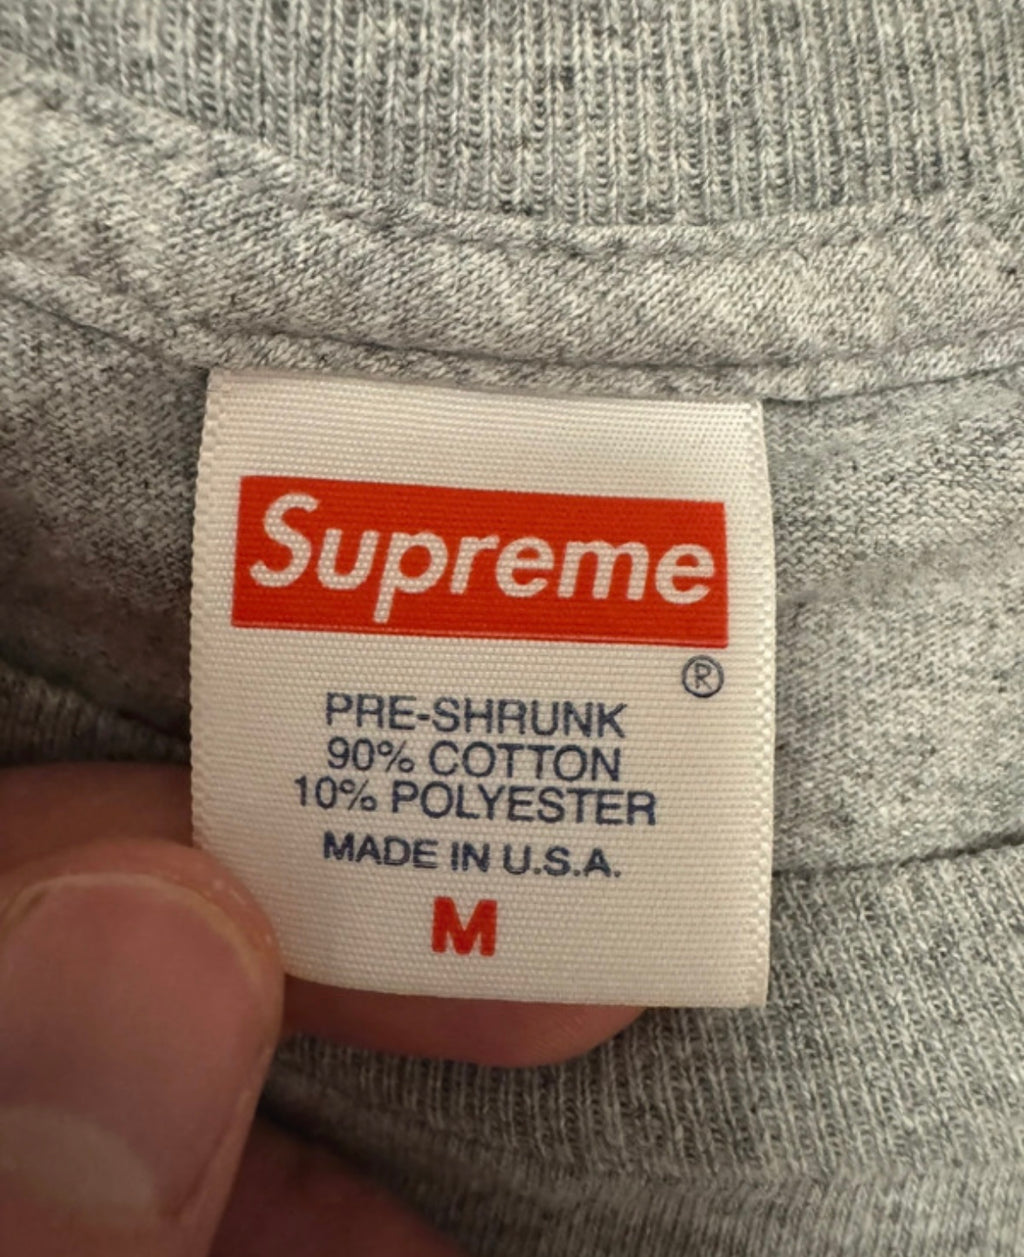 Supreme
®
PRE-SHRUNK
90% COTTON
10% POLYESTER
MADE IN U.S.A.
M